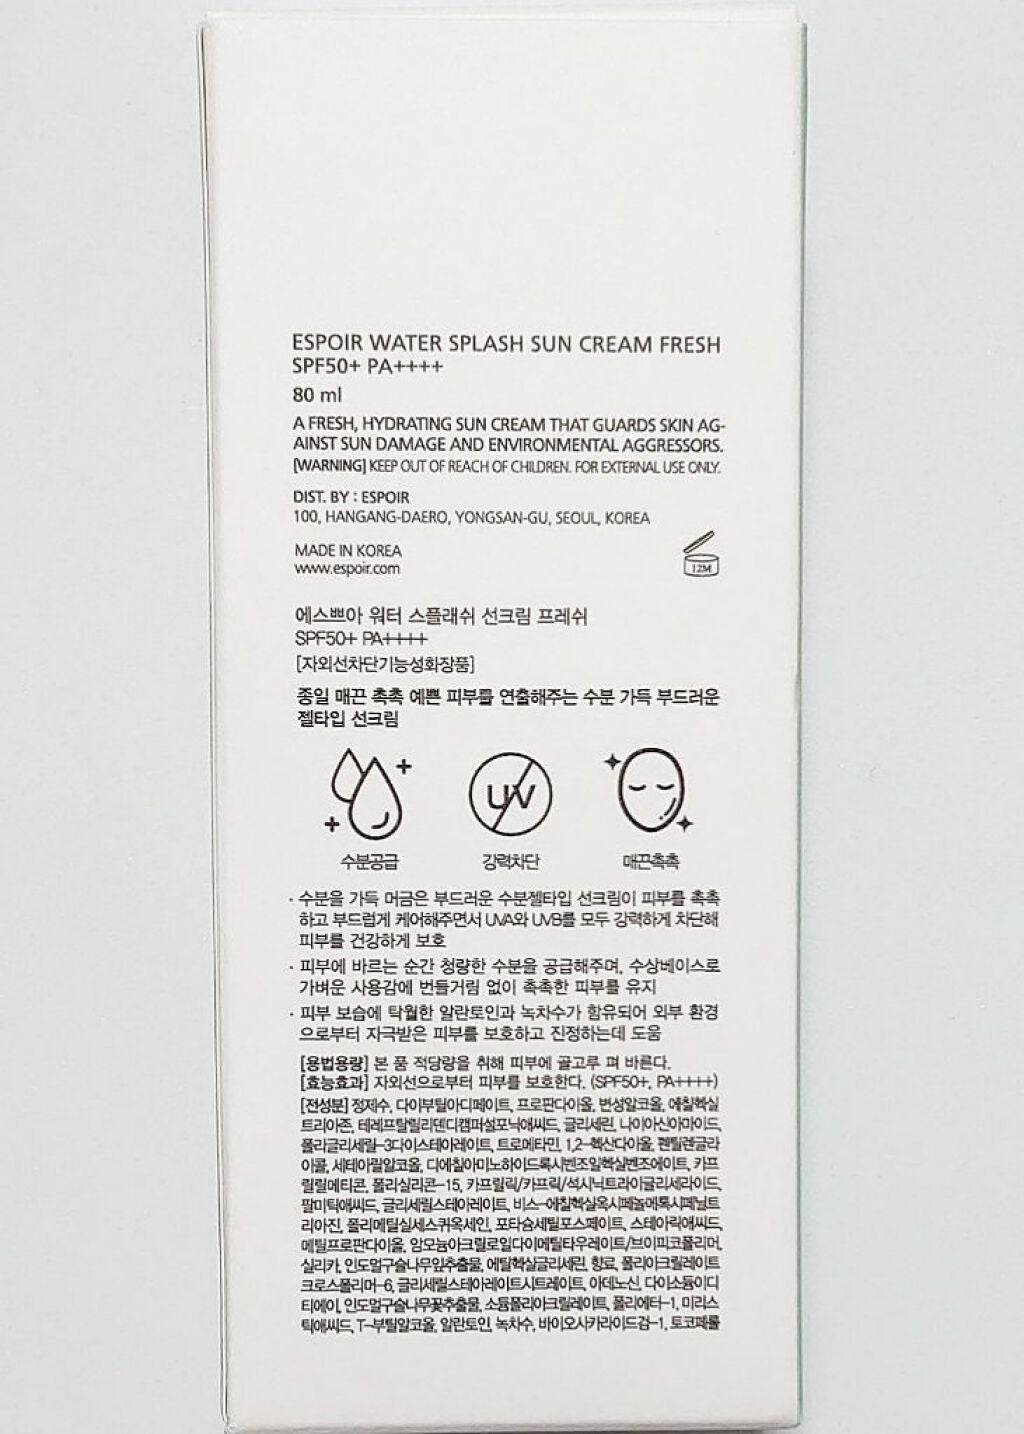 ESPOIR WATER SPLASH SUN CREAM FRESH
SPF50+ PA++++
80 ml
A FRESH, HYDRATING SUN CREAM THAT GUARDS SKIN AG-
AINST SUN DAMAGE AND ENVIRONMENTAL AGGRESSORS.
[WARNING] KEEP OUT OF REACH OF CHILDREN. FOR EXTERNAL USE ONLY.
DIST. BY : ESPOIR
100, HANGANG-DAERO, YONGSAN-GU, SEOUL, KOREA
MADE IN KOREA
www.espoir.com
12M
에스쁘아 워터 스플래쉬 선크림 프레쉬
SPF50+ PA++++
[자외선차단기능성화장품]
종일 매끈 촉촉 예쁜 피부를 연출해주는 수분 가득 부드러운
젤타입 선크림
UV
수분공급
강력차단
매끈촉촉
· 수분을 가득 머금은 부드러운 수분젤타입 선크림이 피부를 촉촉
하고 부드럽게 케어해주면서 UVA와 UVB를 모두 강력하게 차단해
피부를 건강하게 보호
· 피부에 바르는 순간 청량한 수분을 공급해주며, 수상베이스로
가벼운 사용감에 번들거림 없이 촉촉한 피부를 유지
· 피부 보습에 탁월한 알란토인과 녹차수가 함유되어 외부 환경
으로부터 자극받은 피부를 보호하고 진정하는데 도움
[용법용량] 본 품 적당량을 취해 피부에 골고루 펴 바른다.
[효능효과] 자외선으로부터 피부를 보호한다. (SPF50+, PA++++)
[전성분] 정제수, 다이부틸아디페이트, 프로판다이올, 변성알코올, 에칠헥실
트리아존, 테레프탈릴리덴디캠퍼설포닉애씨드, 글리세린, 나이아신아마이드,
폴리글리세릴-3다이스테아레이트, 트로메타민, 1,2-헥산다이올, 펜틸렌글라
이콜, 세테아릴알코올, 디에칠아미노하이드록시벤조일헥실벤조에이트, 카프
릴릴메티콘, 폴리실리콘-15, 카프릴릭/카프릭/석시닉트라이글리세라이드,
팔미틱애씨드, 글리세릴스테아레이트, 비스-에칠헥실옥시페놀메톡시페닐트
리아진, 폴리메틸실세스퀴옥세인, 포타슘세틸포스페이트, 스테아릭애씨드,
메틸프로판다이올, 암모늄아크릴로일다이메틸타우레이트/브이피코폴리머,
실리카, 인도멀구슬나무잎추출물, 에틸헥실글리세린, 향료, 폴리아크릴레이트
크로스폴리머-6, 글리세릴스테아레이트시트레이트, 아데노신, 다이소듐이디
티에이, 인도멀구슬나무꽃추출물, 소듐폴리아크릴레이트, 폴리에터-1, 미리스
틱애씨드, T-부틸알코올, 알란토인, 녹차수, 바이오사카라이드검-1, 토코페롤